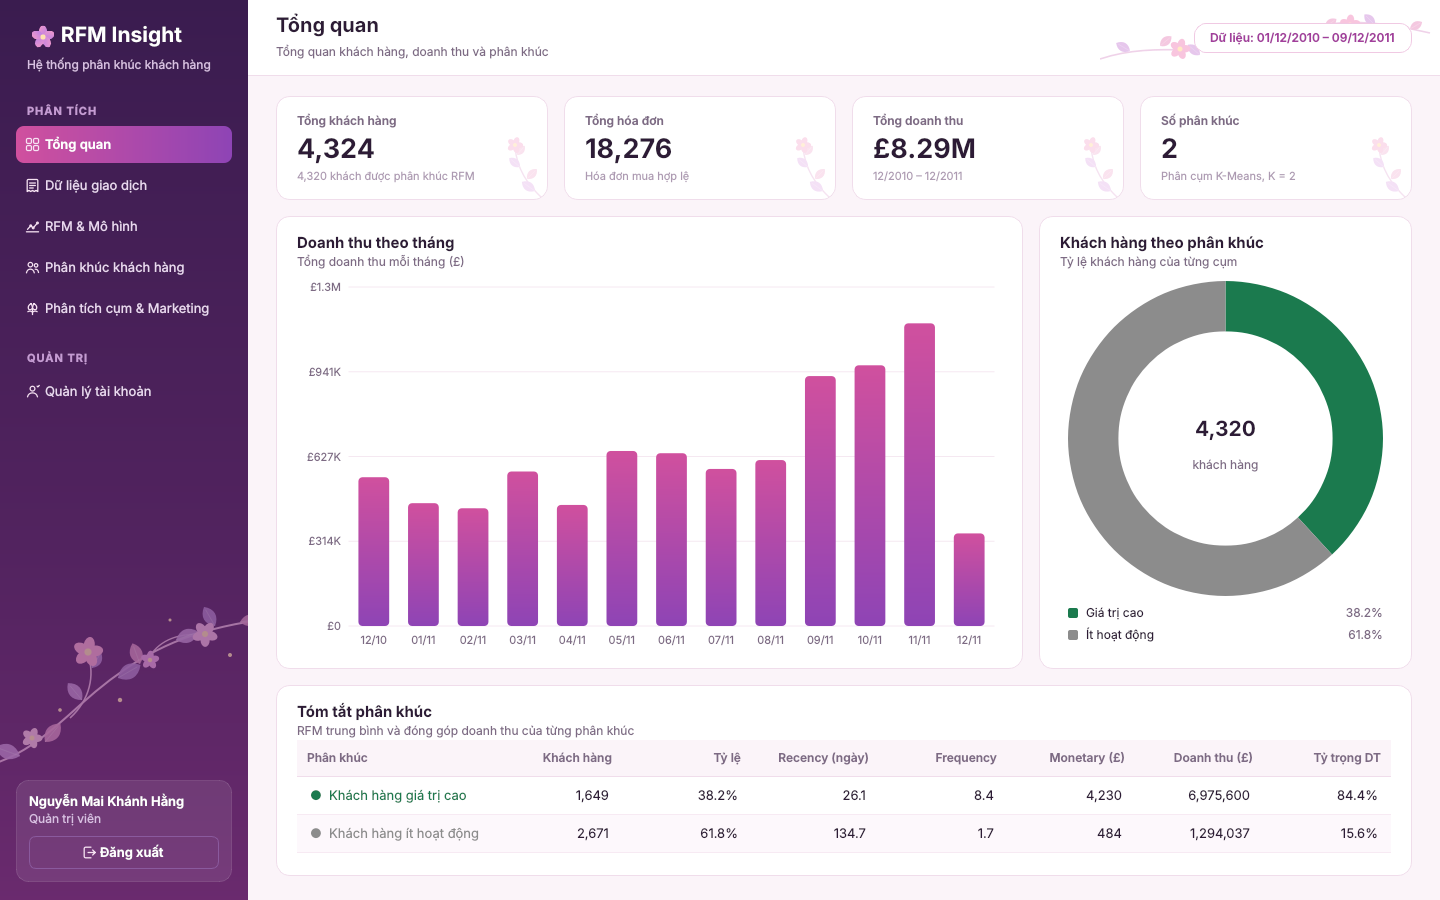 RFM Insight
Hệ thống phân khúc khách hàng
PHÂN TÍCH
Tổng quan
Dữ liệu giao dịch
RFM & Mô hình
Phân khúc khách hàng
Phân tích cụm & Marketing
QUẢN TRỊ
Quản lý tài khoản
Nguyễn Mai Khánh Hằng
Quản trị viên
Đăng xuất
Tổng quan
Tổng quan khách hàng, doanh thu và phân khúc
Dữ liệu: 01/12/2010 – 09/12/2011
Tổng khách hàng
4,324
4,320 khách được phân khúc RFM
Tổng hóa đơn
18,276
Hóa đơn mua hợp lệ
Tổng doanh thu
£8.29M
12/2010 – 12/2011
Số phân khúc
2
Phân cụm K-Means, K = 2
Doanh thu theo tháng
Tổng doanh thu mỗi tháng (£)
£1.3M
£941K
£627K
£314K
£0
12/10 01/11 02/11 03/11 04/11 05/11 06/11 07/11 08/11 09/11 10/11 11/11 12/11
Khách hàng theo phân khúc
Tỷ lệ khách hàng của từng cụm
4,320
khách hàng
Giá trị cao 38.2%
Ít hoạt động 61.8%
Tóm tắt phân khúc
RFM trung bình và đóng góp doanh thu của từng phân khúc
Phân khúc Khách hàng Tỷ lệ Recency (ngày) Frequency Monetary (£) Doanh thu (£) Tỷ trọng DT
Khách hàng giá trị cao 1,649 38.2% 26.1 8.4 4,230 6,975,600 84.4%
Khách hàng ít hoạt động 2,671 61.8% 134.7 1.7 484 1,294,037 15.6%